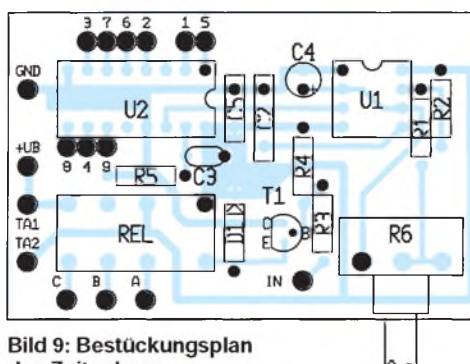 3 7 6 2 1 5
C4
GND
U2
C5
C2
U1
R1
R2
+UB
8 4 9
R5
C3
R4
T1
TA1
TA2
REL
D1
C
E
B
R3
R6
C B A
IN
Bild 9: Bestückungsplan